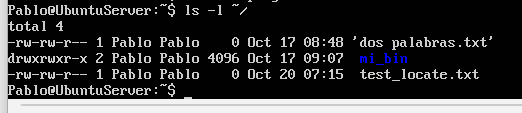 Pablo@UbuntuServer:~$ ls -l ~/
total 4
-rw-rw-r-- 1 Pablo Pablo    0 Oct 17 08:48 'dos palabras.txt'
drwxrwxr-x 2 Pablo Pablo 4096 Oct 17 09:07  mi_bin
-rw-rw-r-- 1 Pablo Pablo    0 Oct 20 07:15  test_locate.txt
Pablo@UbuntuServer:~$